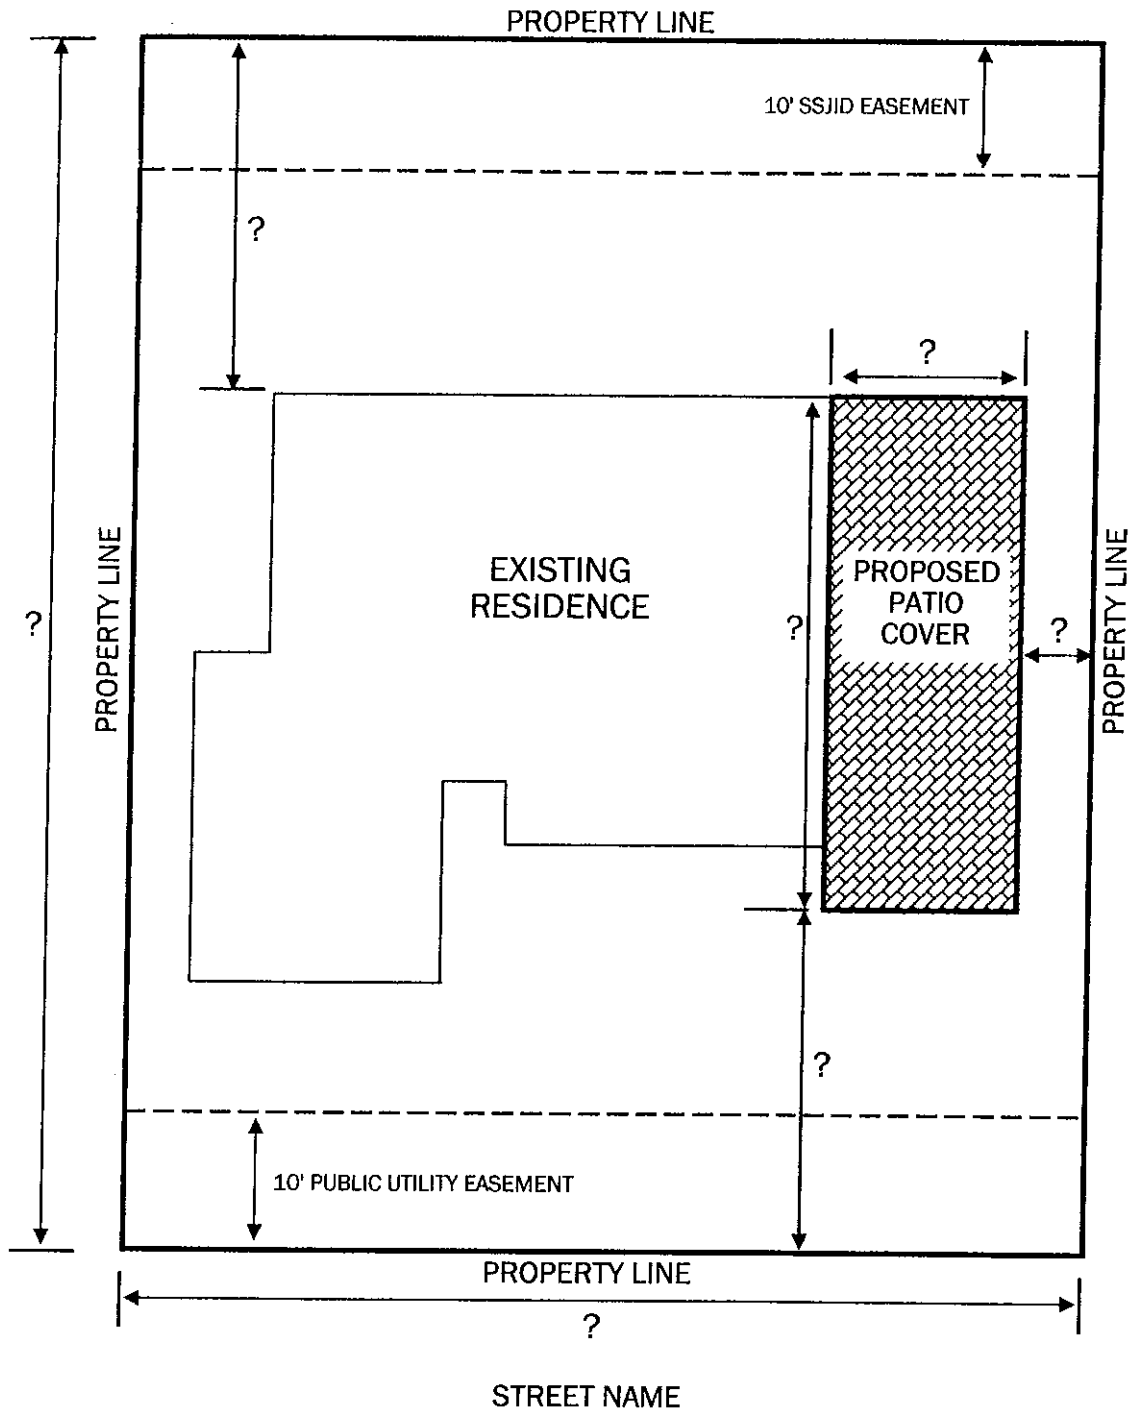 PROPERTY LINE
10' SSJID EASEMENT
?
?
EXISTING
RESIDENCE
PROPOSED
PATIO
COVER
?
?
?
PROPERTY LINE
PROPERTY LINE
?
10' PUBLIC UTILITY EASEMENT
PROPERTY LINE
?
STREET NAME